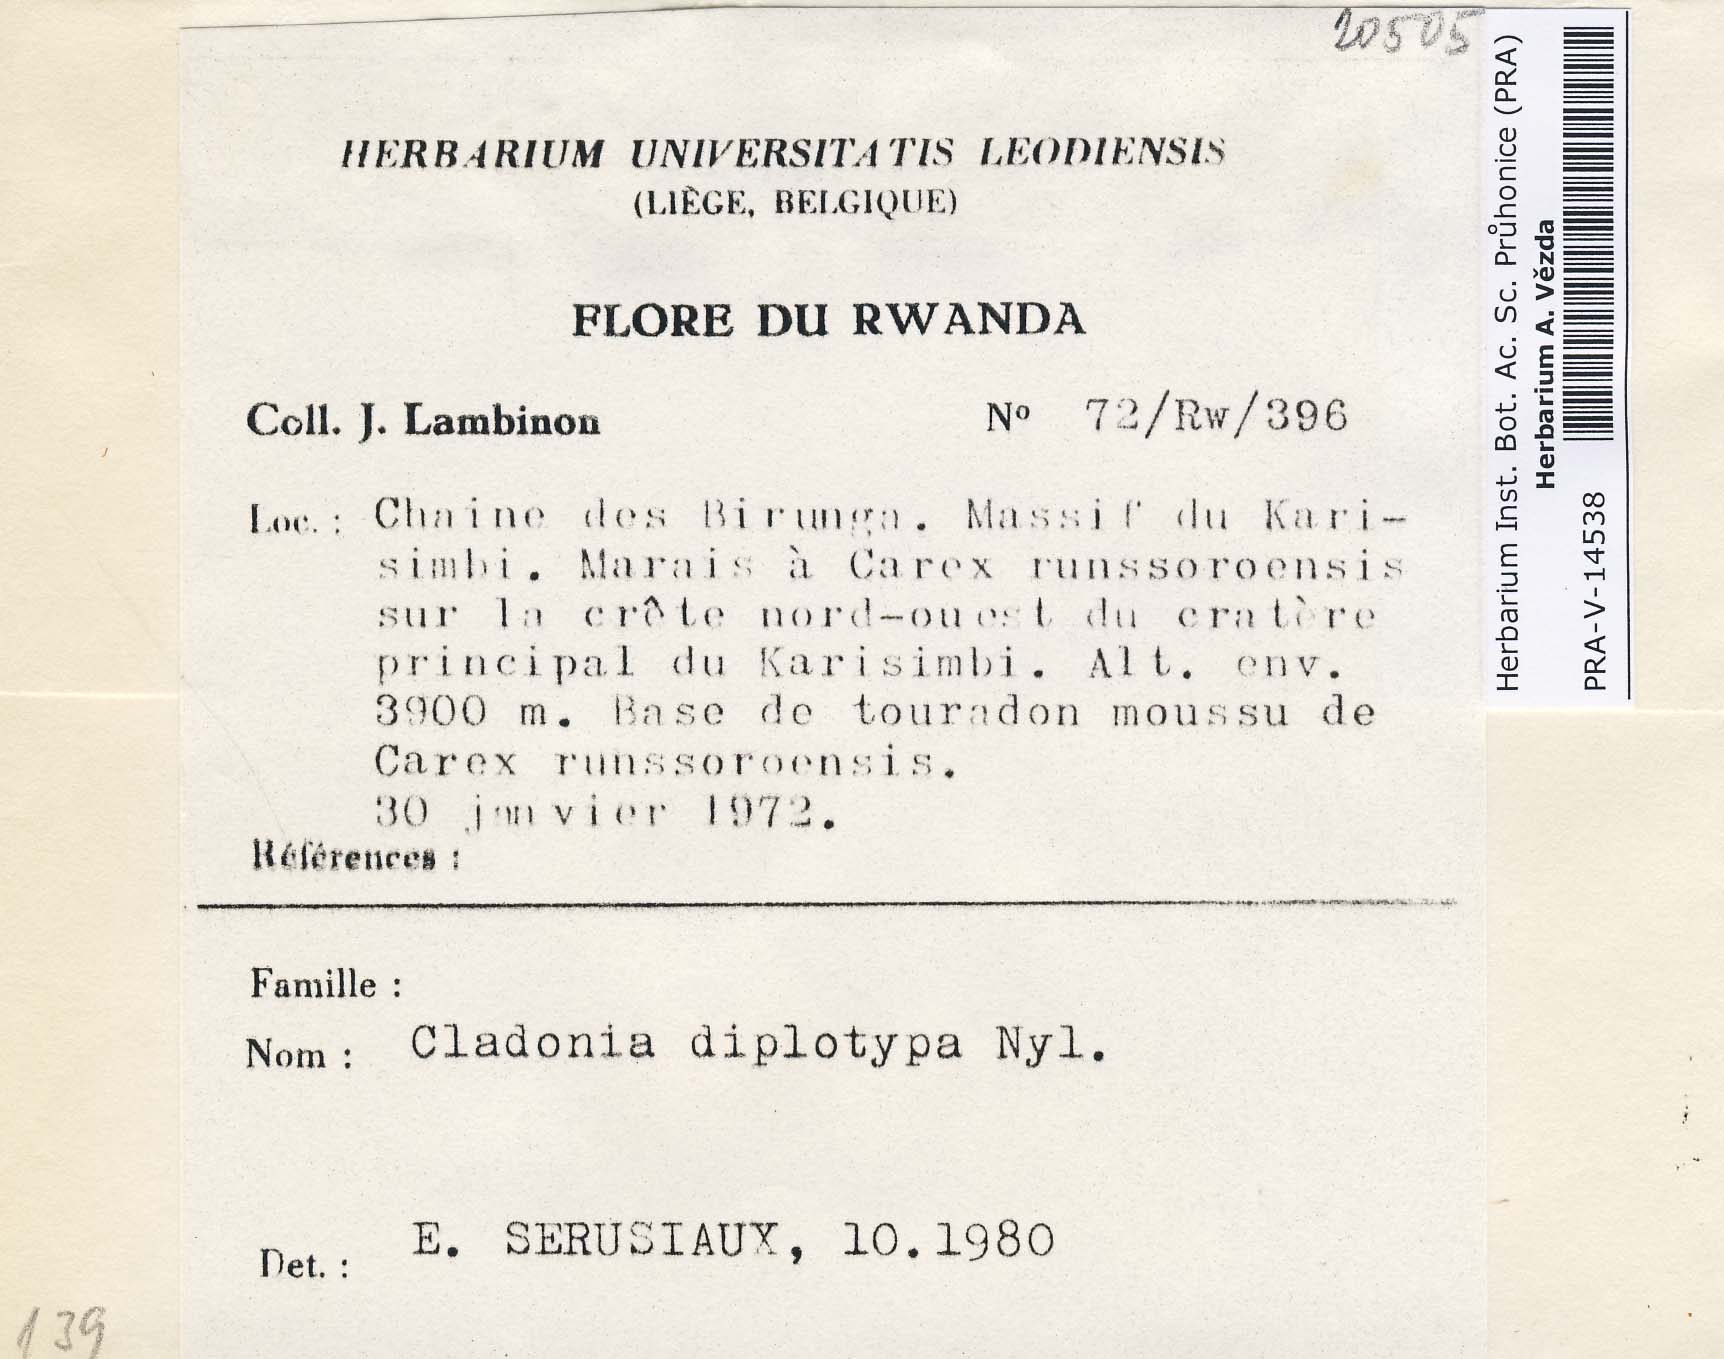 20505
HERBARIUM UNIVERSITATIS LEODIENSIS
(LIÈGE, BELGIQUE)
FLORE DU RWANDA
Coll. J. Lambinon Nº 72/Rw/396
Loc. : Chaine des Birunga. Massif du Kari-
simbi. Marais à Carex runssoroensis
sur la crête nord-ouest du cratère
principal du Karisimbi. Alt. env.
3900 m. Base de touradon moussu de
Carex runssoroensis.
30 janvier 1972.
Références :
Famille :
Nom : Cladonia diplotypa Nyl.
Det. : E. SERUSIAUX, 10.1980
139
Herbarium Inst. Bot. Ac. Sc. Průhonice (PRA)
Herbarium A. Vězda
PRA-V-14538